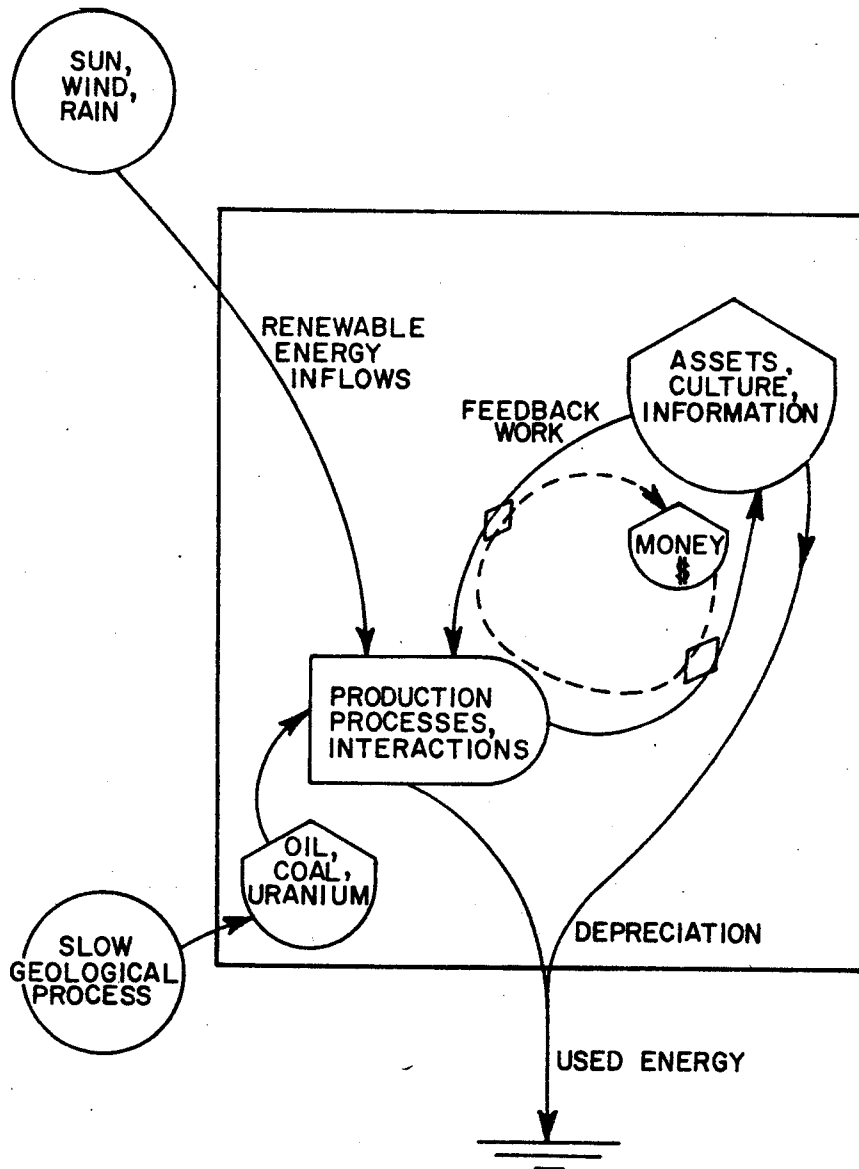 SUN,
WIND,
RAIN
RENEWABLE
ENERGY
INFLOWS
ASSETS,
CULTURE,
INFORMATION
FEEDBACK
WORK
MONEY
$
PRODUCTION
PROCESSES,
INTERACTIONS
OIL,
COAL,
URANIUM
SLOW
GEOLOGICAL
PROCESS
DEPRECIATION
USED ENERGY